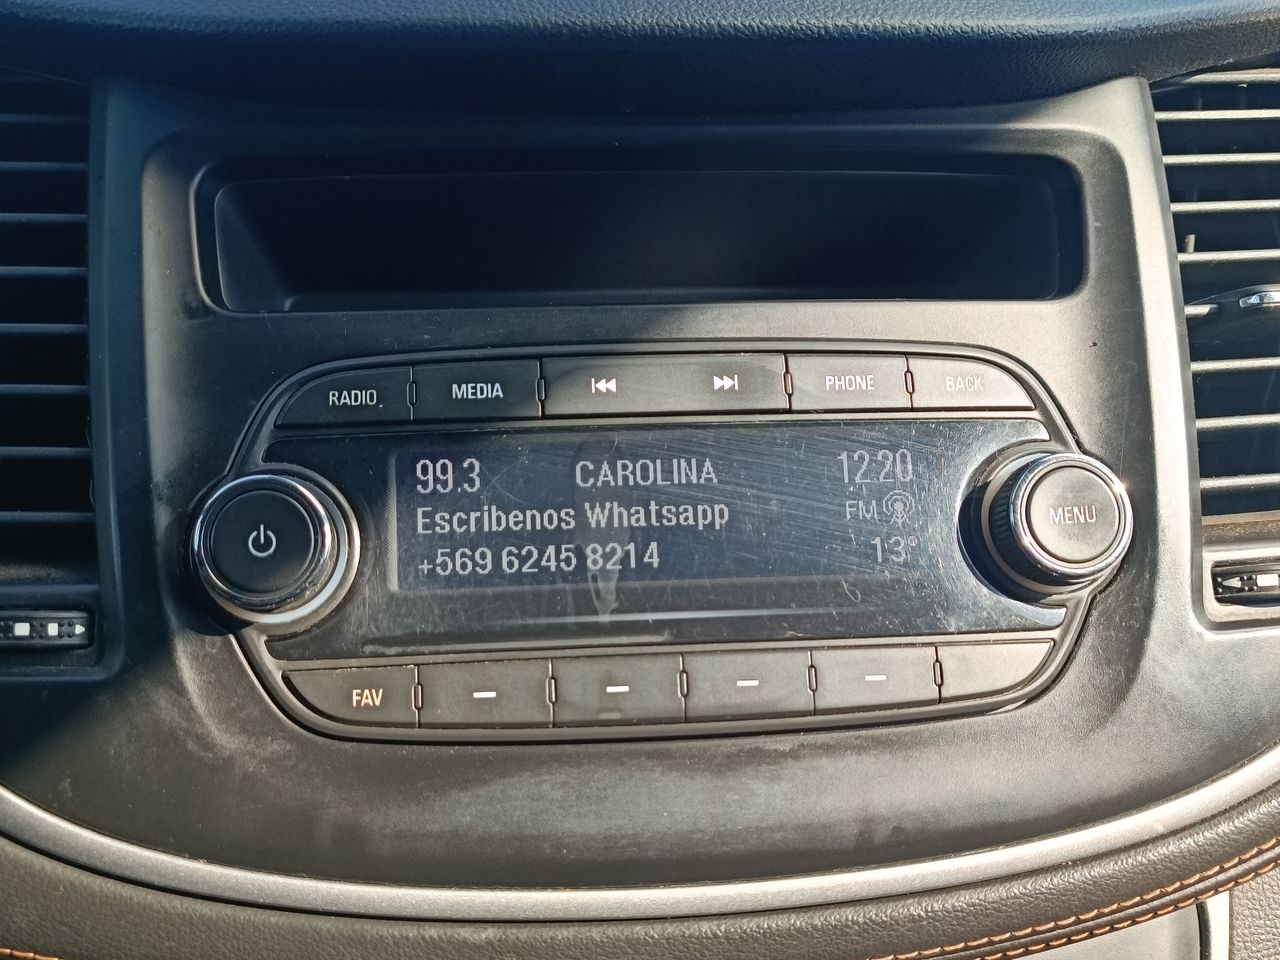 RADIO MEDIA PHONE BACK
99.3 CAROLINA 12:20
Escribenos Whatsapp FM
+569 6245 8214 13°
MENU
FAV